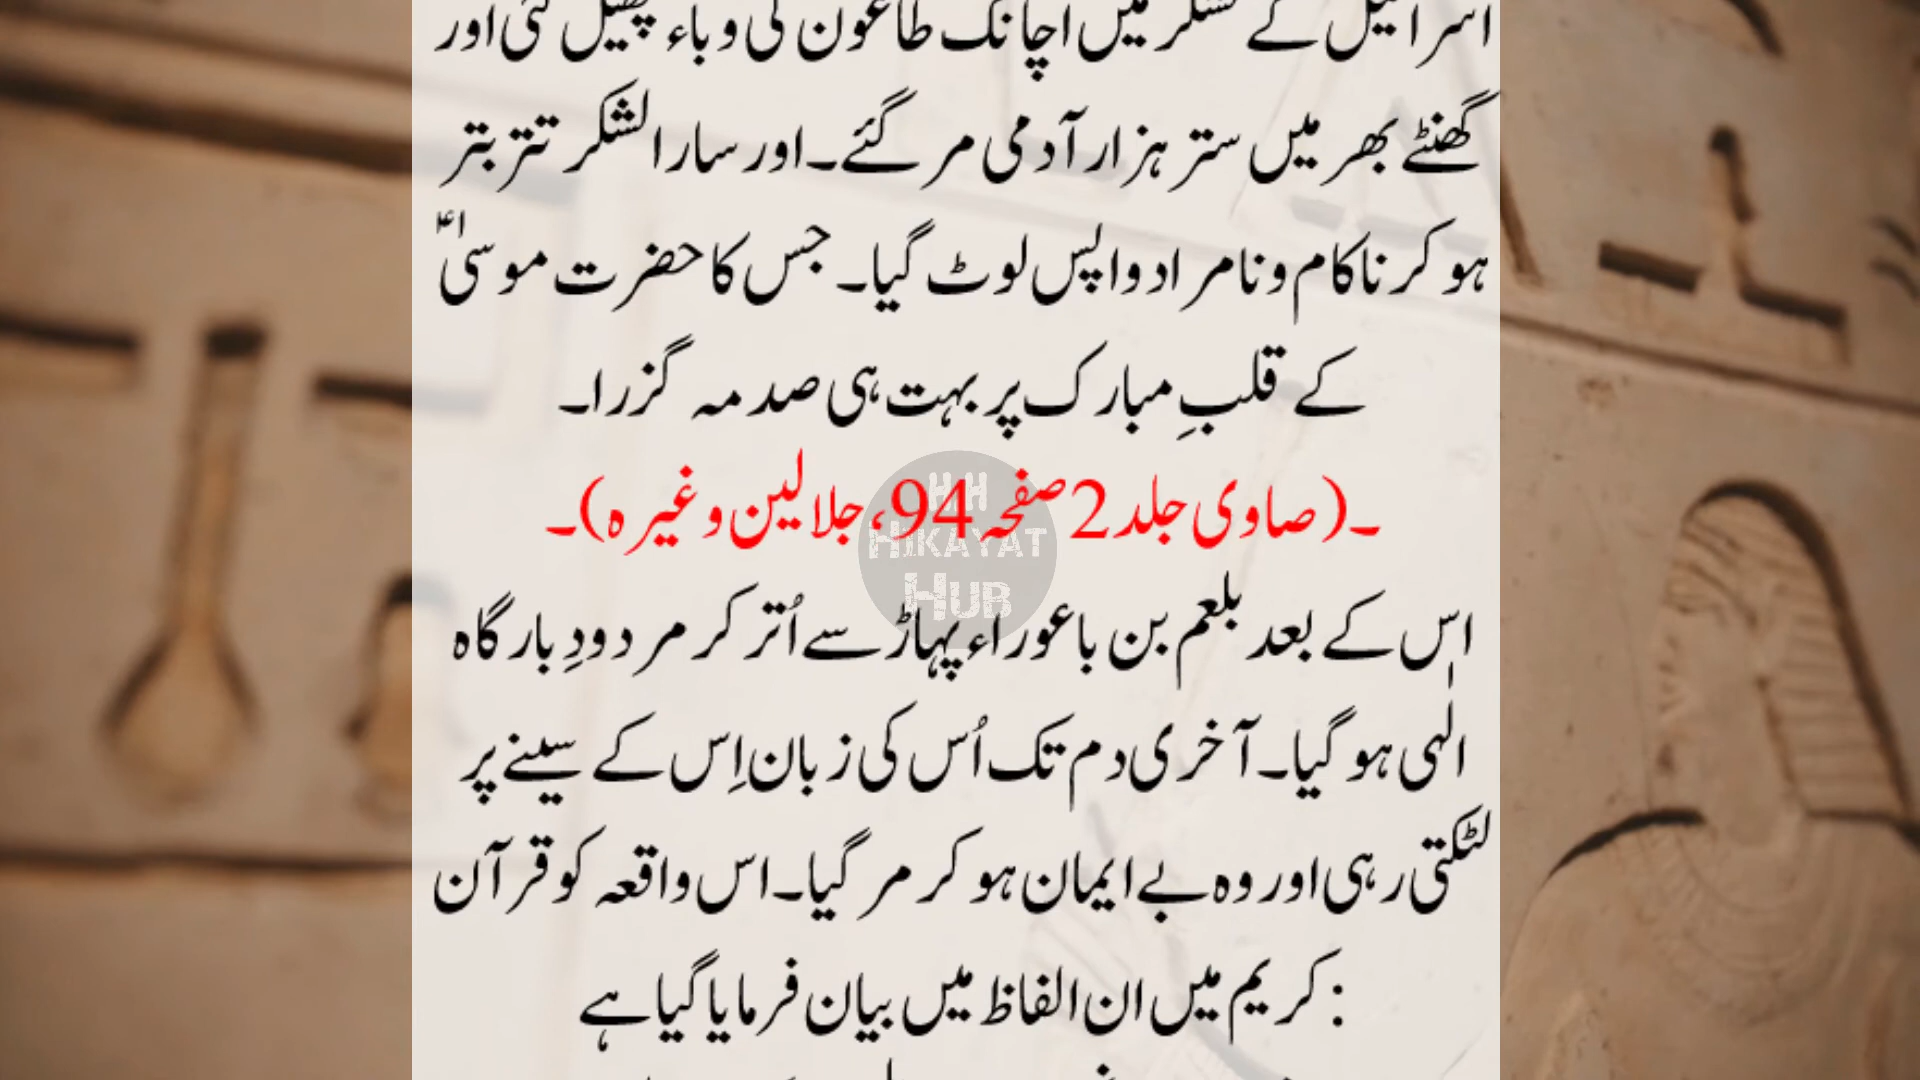 اسرائیل کے لشکر میں اچانک طاعون کی وباء پھیل گئی اور
گھنٹے بھر میں ستر ہزار آدمی مر گئے۔ اور سارا لشکر تتر بتر
ہو کر ناکام و نامراد واپس لوٹ گیا۔ جس کا حضرت موسیٰؑ
کے قلبِ مبارک پر بہت ہی صدمہ گزرا۔
۔(صاوی جلد 2 صفحہ 94، جلالین وغیرہ)۔
HH
HIKAYAT
HUB
اس کے بعد بلعم بن باعوراء پہاڑ سے اُتر کر مردودِ بارگاہ
الٰہی ہو گیا۔ آخری دم تک اُس کی زبان اِس کے سینے پر
لٹکتی رہی اور وہ بے ایمان ہو کر مر گیا۔ اس واقعہ کو قرآن
کریم میں ان الفاظ میں بیان فرمایا گیا ہے :